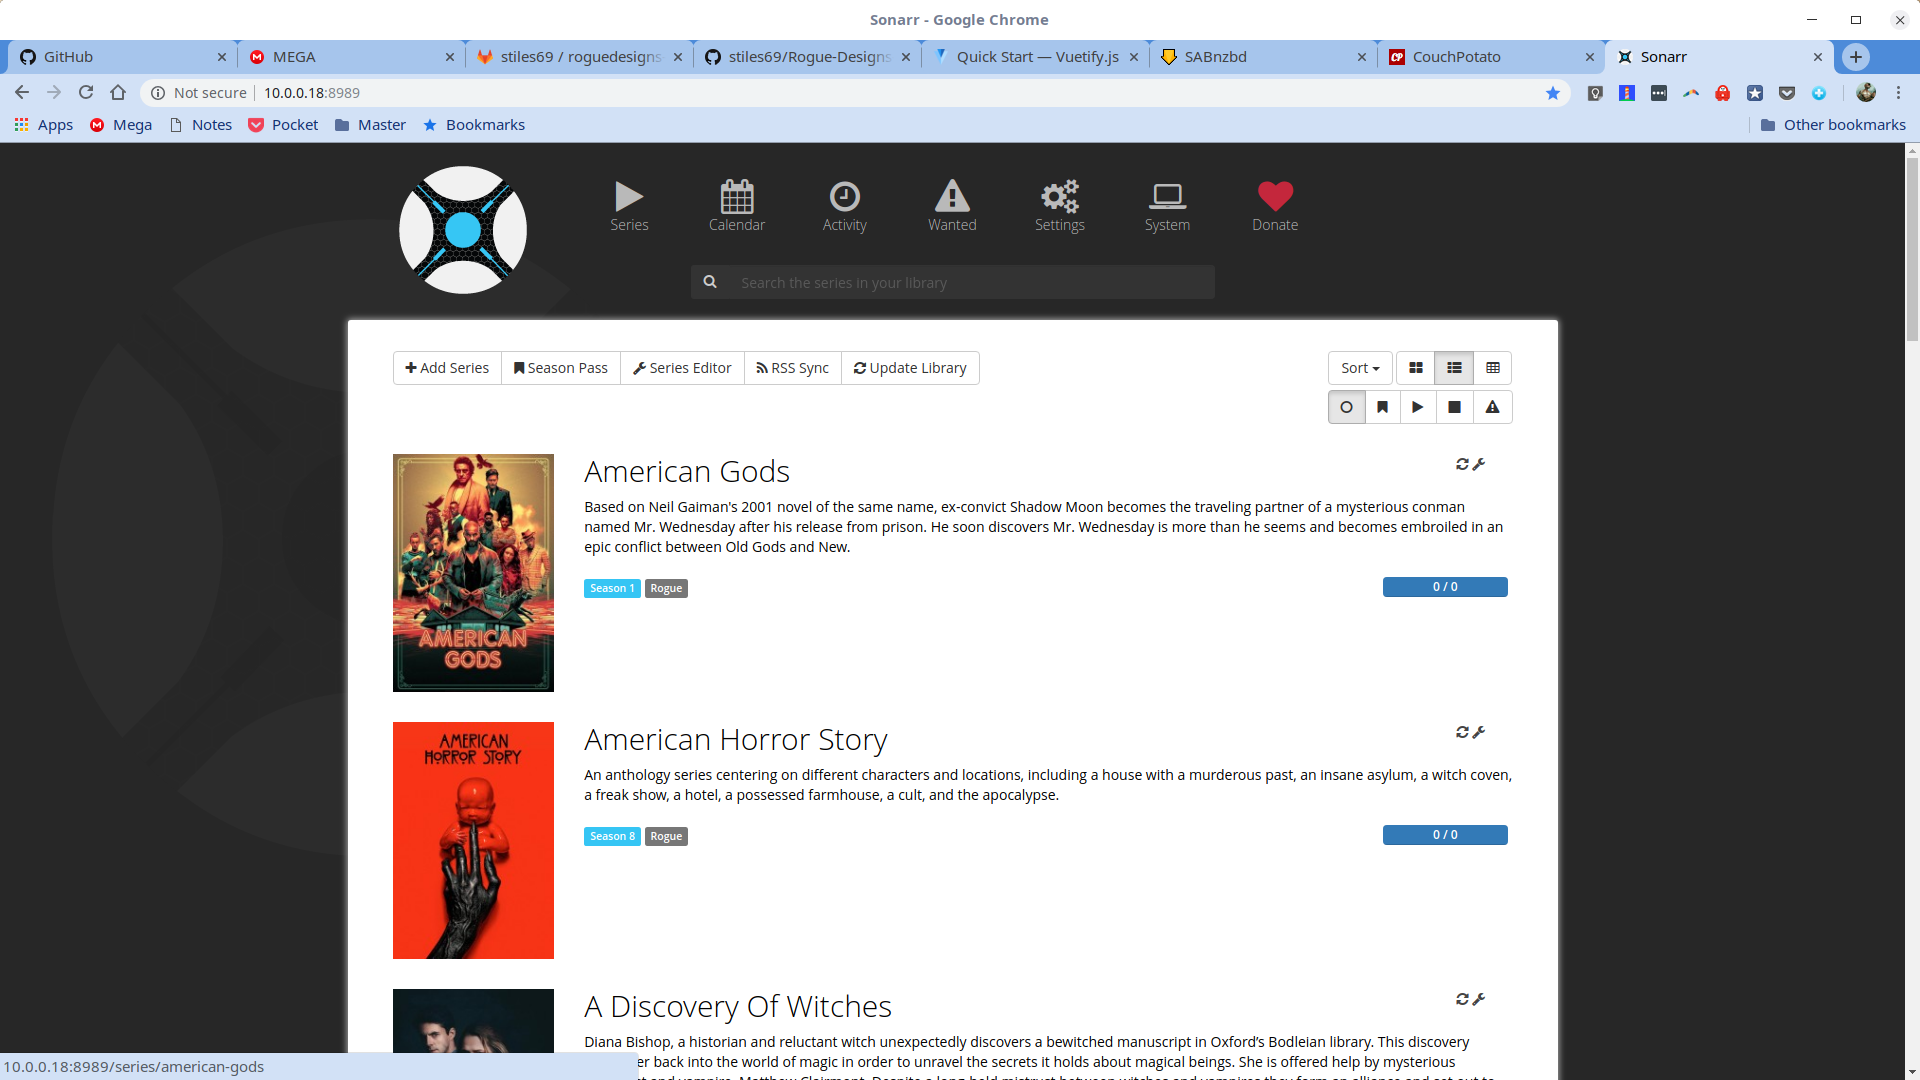 Sonarr - Google Chrome
GitHub
MEGA
stiles69 / roguedesigns
stiles69/Rogue-Designs
Quick Start — Vuetify.js
SABnzbd
CouchPotato
Sonarr
Not secure
10.0.0.18:8989
Apps
Mega
Notes
Pocket
Master
Bookmarks
Other bookmarks
Series
Calendar
Activity
Wanted
Settings
System
Donate
Search the series in your library
Add Series
Season Pass
Series Editor
RSS Sync
Update Library
Sort
AMERICAN
GODS
American Gods
Based on Neil Gaiman's 2001 novel of the same name, ex-convict Shadow Moon becomes the traveling partner of a mysterious conman
named Mr. Wednesday after his release from prison. He soon discovers Mr. Wednesday is more than he seems and becomes embroiled in an
epic conflict between Old Gods and New.
Season 1
Rogue
0 / 0
AMERICAN
HORROR STORY
American Horror Story
An anthology series centering on different characters and locations, including a house with a murderous past, an insane asylum, a witch coven,
a freak show, a hotel, a possessed farmhouse, a cult, and the apocalypse.
Season 8
Rogue
0 / 0
A Discovery Of Witches
Diana Bishop, a historian and reluctant witch unexpectedly discovers a bewitched manuscript in Oxford's Bodleian library. This discovery
er back into the world of magic in order to unravel the secrets it holds about magical beings. She is offered help by mysterious
10.0.0.18:8989/series/american-gods